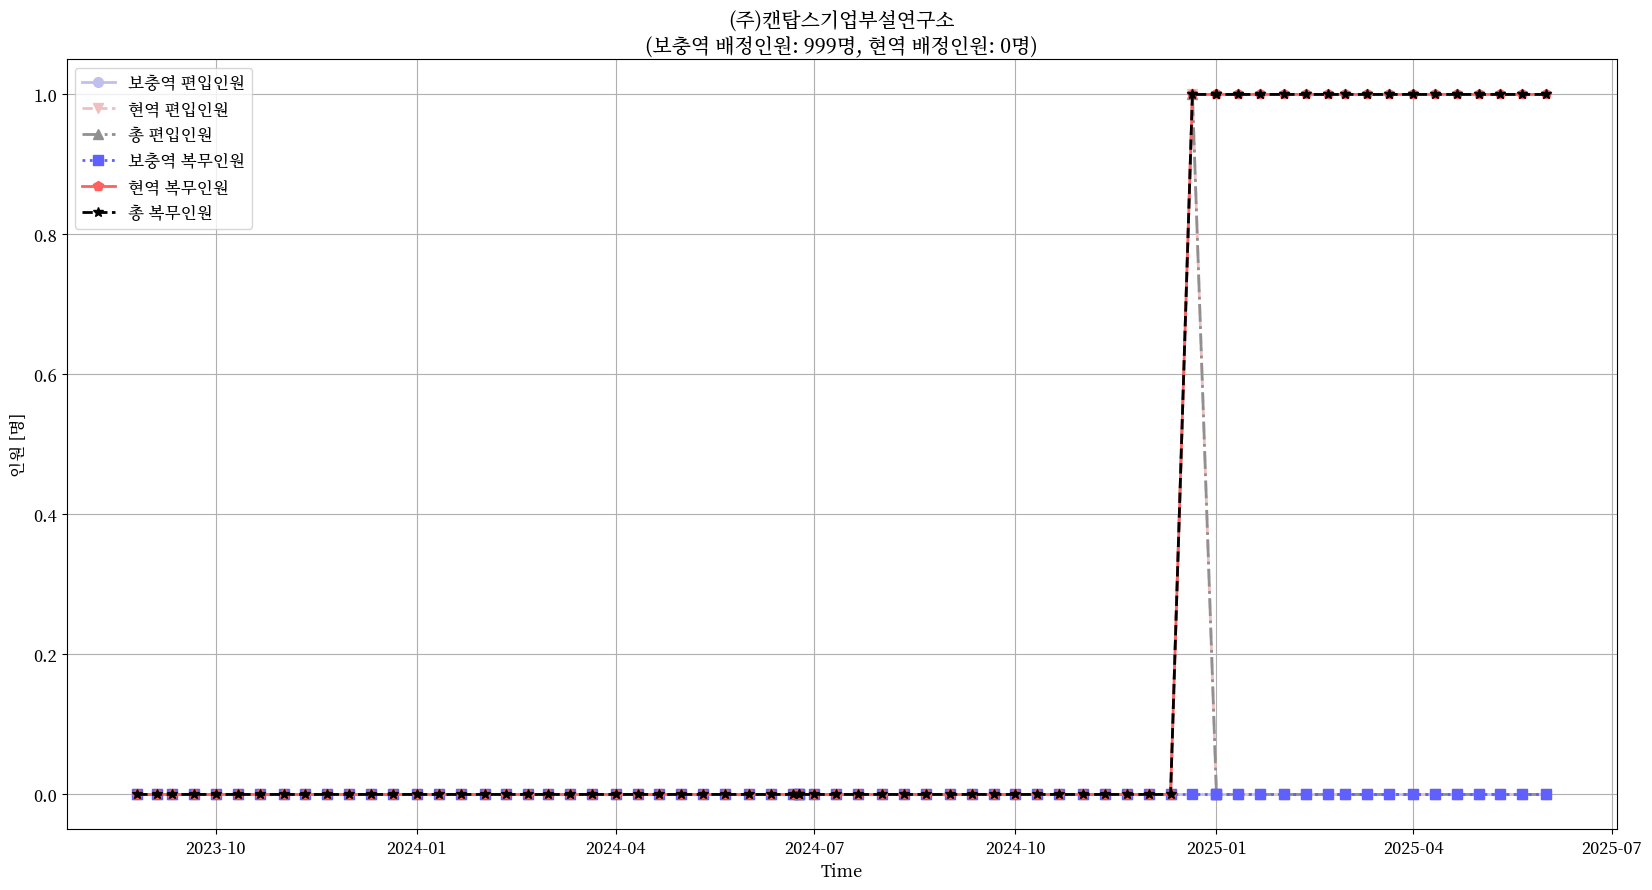 (주)캔탑스기업부설연구소
(보충역 배정인원: 999명, 현역 배정인원: 0명)
보충역 편입인원
현역 편입인원
총 편입인원
보충역 복무인원
현역 복무인원
총 복무인원
1.0
0.8
0.6
0.4
0.2
0.0
인원 [명]
2023-10
2024-01
2024-04
2024-07
2024-10
2025-01
2025-04
2025-07
Time